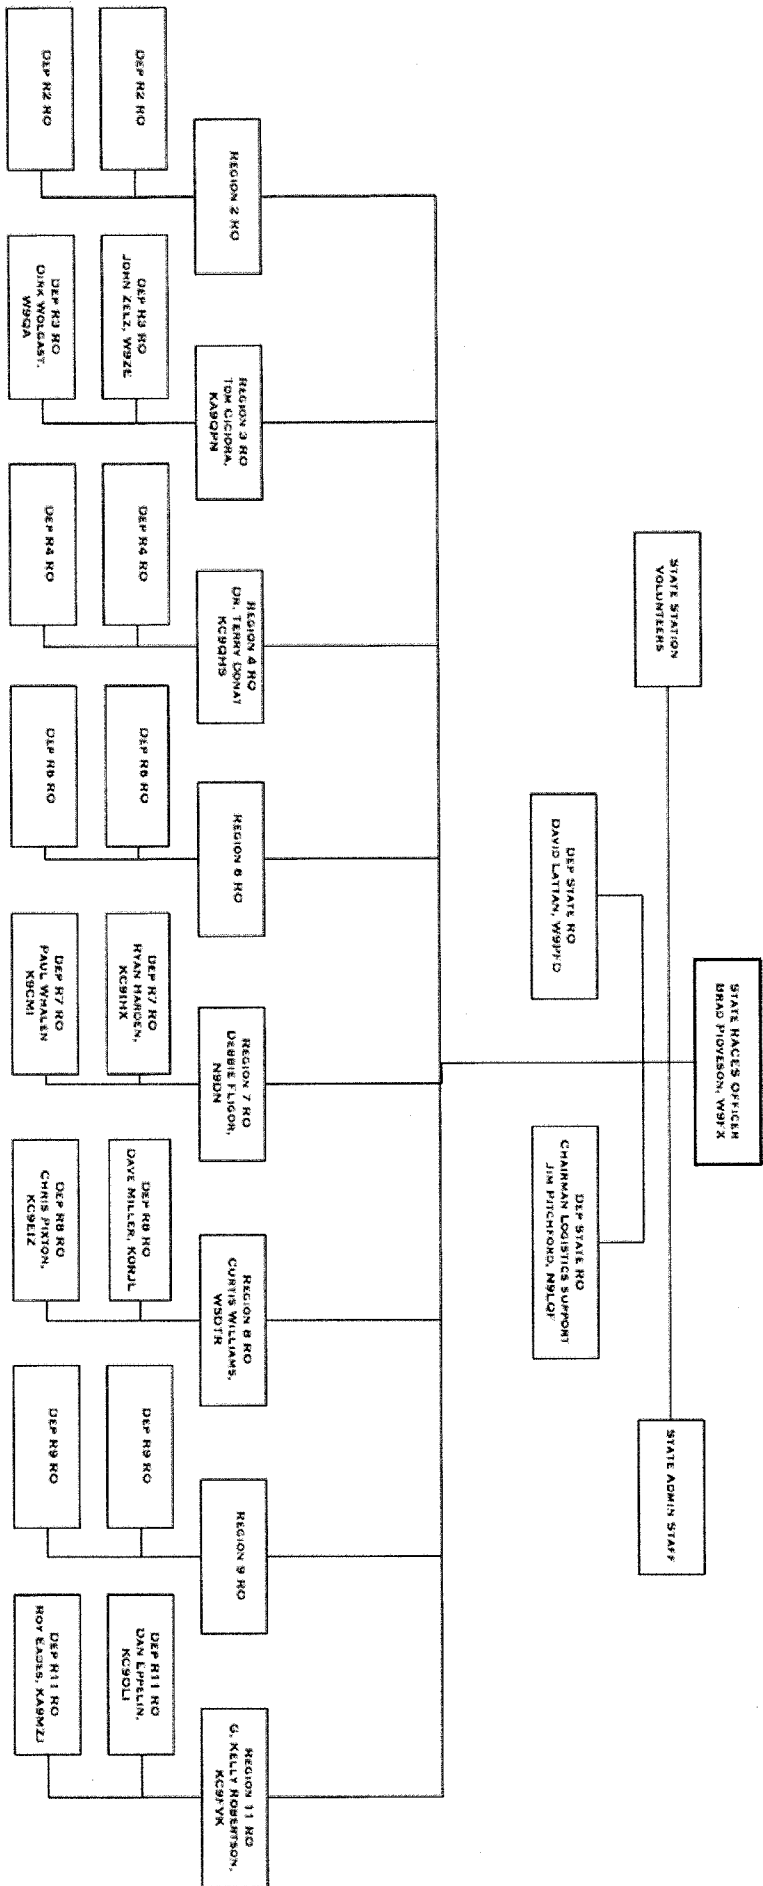 STATE RACES OFFICER
BRAD PIOVESON, W9FX
STATE STATION
VOLUNTEERS
STATE ADMIN STAFF
DEP STATE RO
DAVID LATTAN, W9PFD
DEP STATE RO
CHAIRMAN LOGISTICS SUPPORT
JIM PITCHFORD, N9LQF
REGION 2 RO
REGION 3 RO
TOM CICIORA,
KA9QPN
REGION 4 RO
DR. TERRY DONAT
KC9QHS
REGION 6 RO
REGION 7 RO
DEBBIE FLIGOR,
N9DN
REGION 8 RO
CURTIS WILLIAMS,
W5DTR
REGION 9 RO
REGION 11 RO
G. KELLY ROBERTSON,
KC9FVK
DEP R2 RO
DEP R3 RO
JOHN ZELZ, W9ZE
DEP R4 RO
DEP R6 RO
DEP R7 RO
RYAN HARDEN,
KC9IHX
DEP R8 RO
DAVE MILLER, K0NJL
DEP R9 RO
DEP R11 RO
DAN EPPELIN,
KC9OLI
DEP R2 RO
DEP R3 RO
DIRK WOLGAST,
W9QA
DEP R4 RO
DEP R6 RO
DEP R7 RO
PAUL WHALEN
K9CMI
DEP R8 RO
CHRIS PIXTON,
KC9EIZ
DEP R9 RO
DEP R11 RO
ROY EADES, KA9MZJ